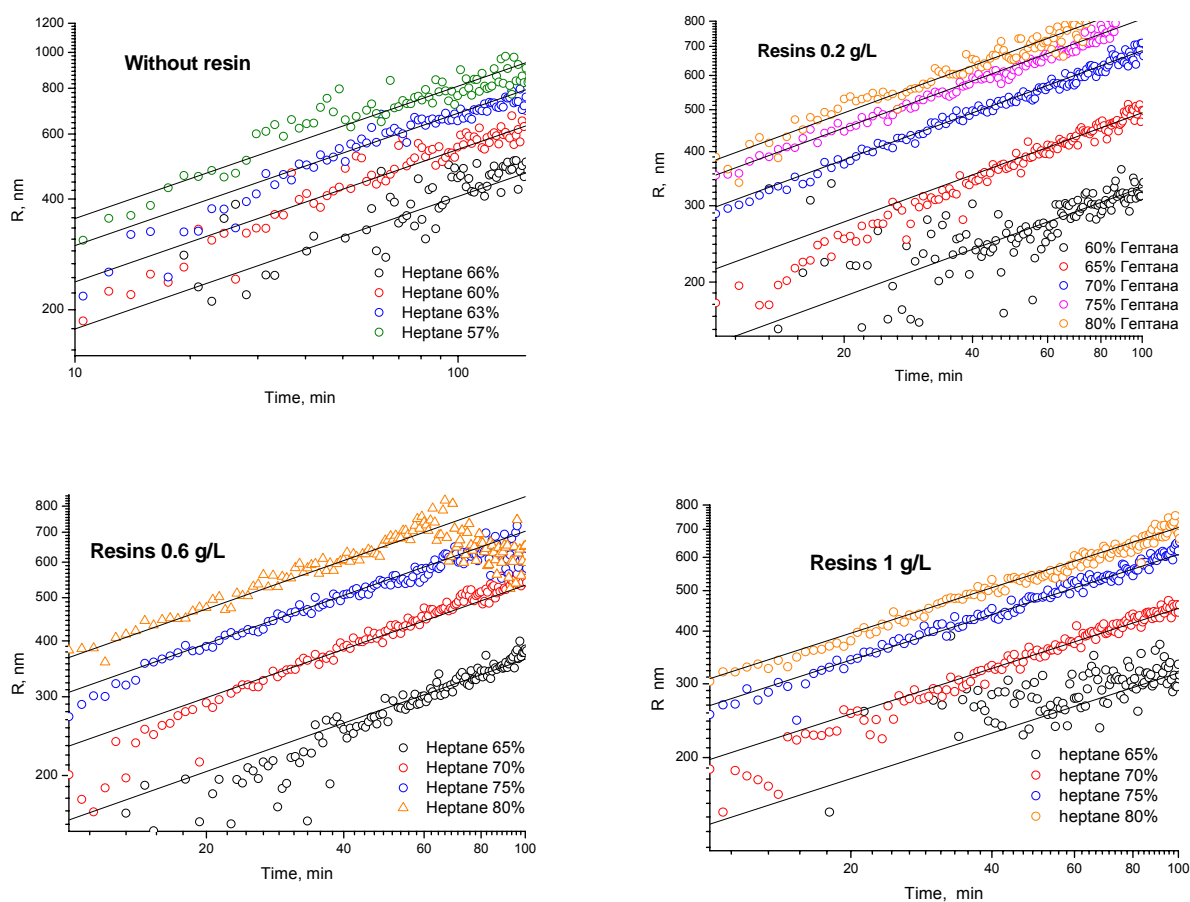 1200
1000
800
600
400
200
R, nm
Without resin
Heptane 66%
Heptane 60%
Heptane 63%
Heptane 57%
10
100
Time, min
800
700
600
500
400
300
200
R, nm
Resins 0.2 g/L
60% Гептана
65% Гептана
70% Гептана
75% Гептана
80% Гептана
20
40
60
80
100
Time, min
800
700
600
500
400
300
200
R, nm
Resins 0.6 g/L
Heptane 65%
Heptane 70%
Heptane 75%
Heptane 80%
20
40
60
80
100
Time, min
800
700
600
500
400
300
200
R nm
Resins 1 g/L
heptane 65%
heptane 70%
heptane 75%
heptane 80%
20
40
60
80
100
Time, min